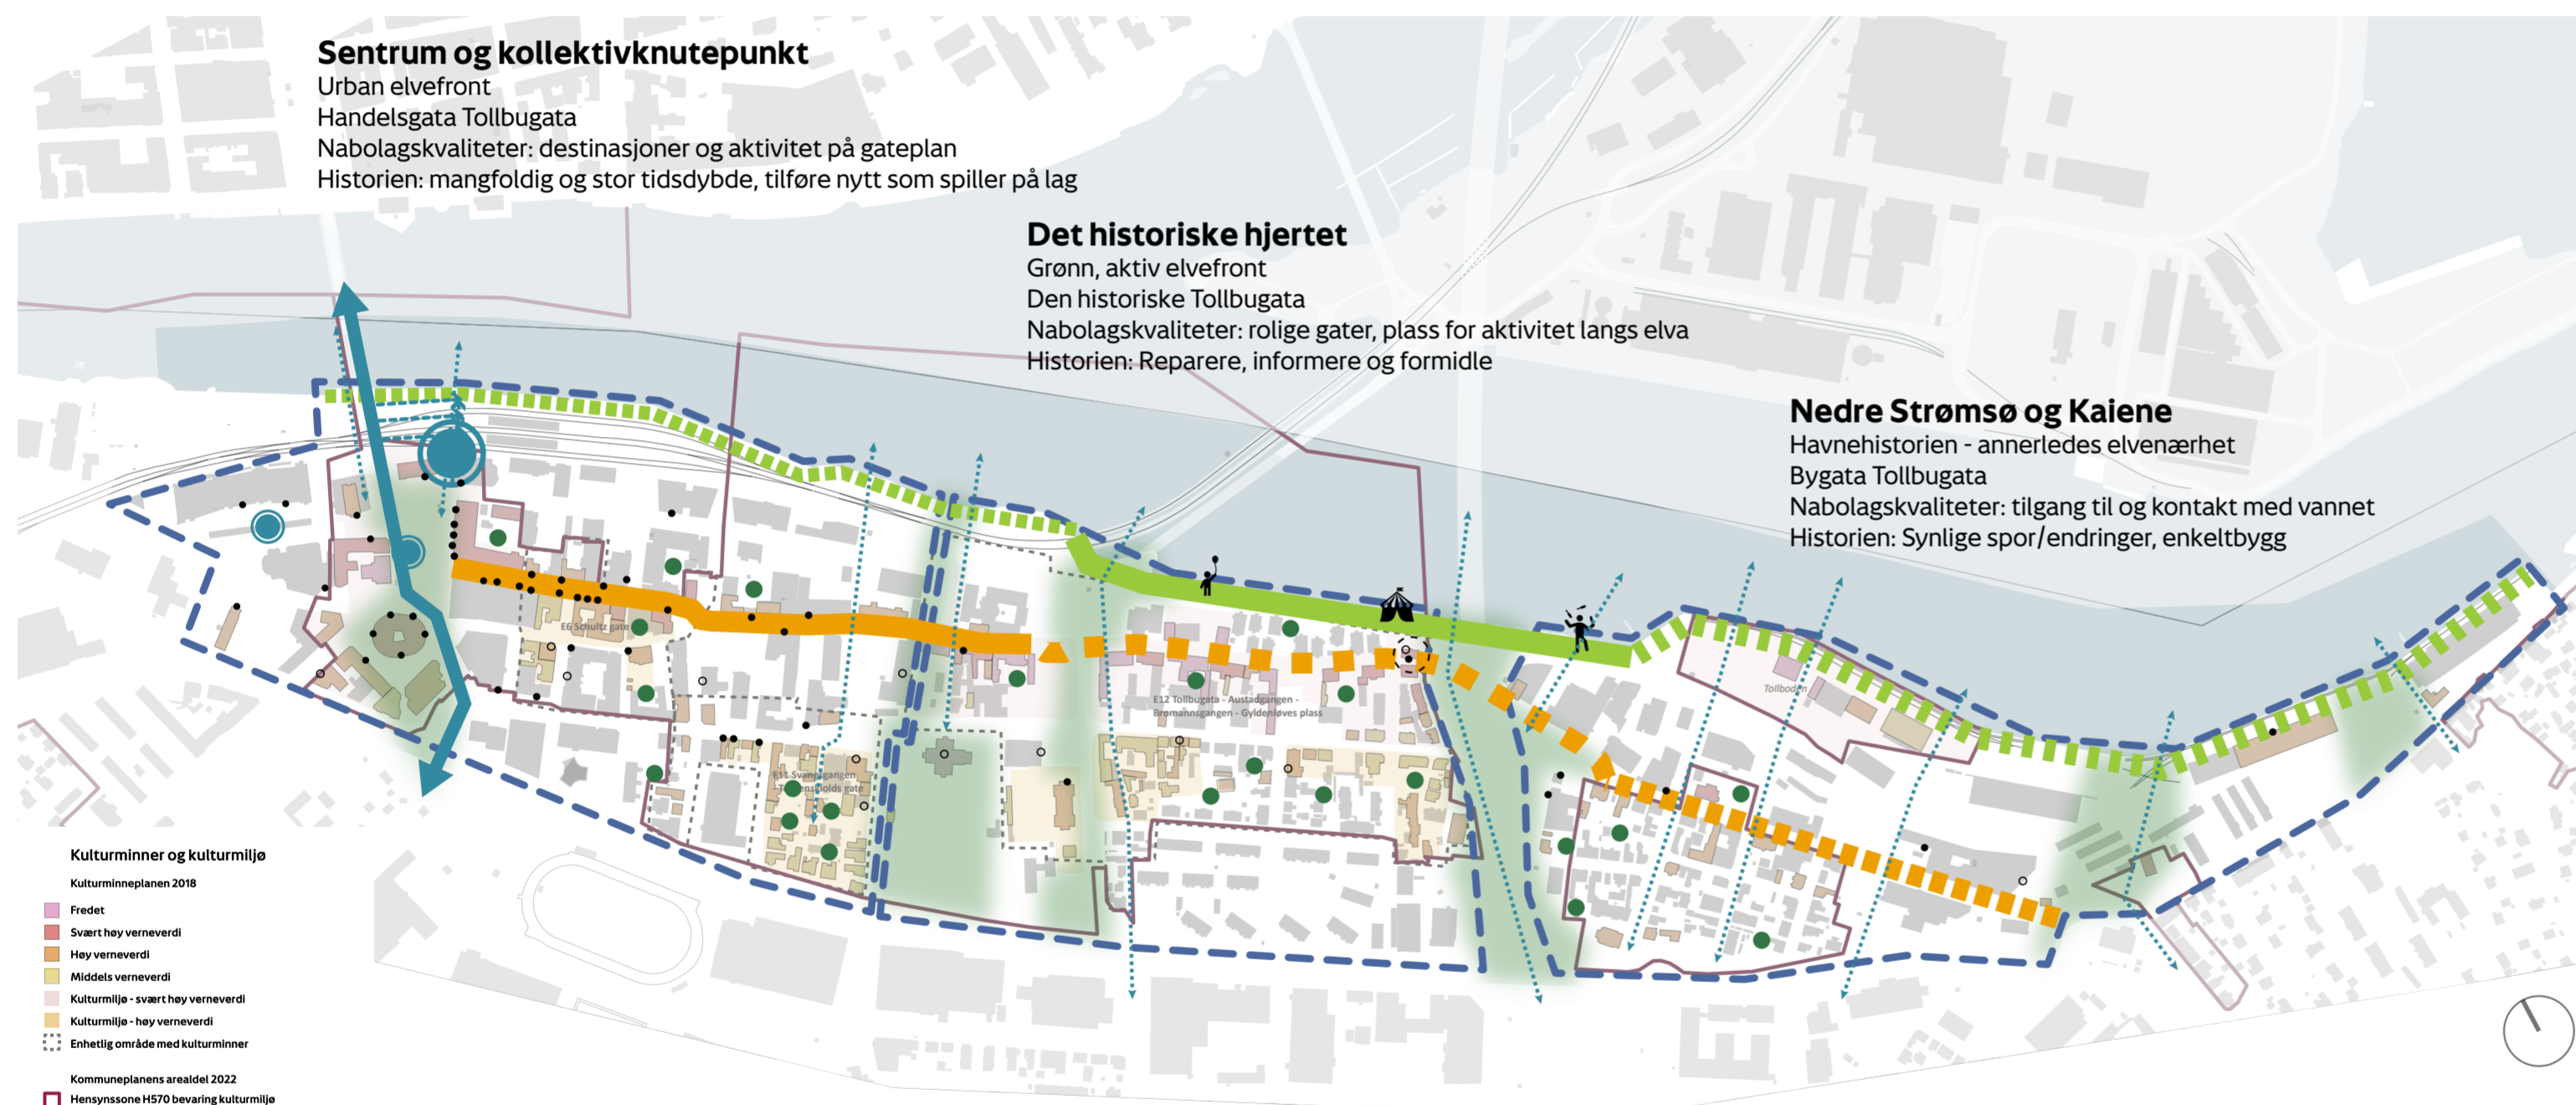 Sentrum og kollektivknutepunkt
Urban elvefront
Handelsgata Tollbugata
Nabolagskvaliteter: destinasjoner og aktivitet på gateplan
Historien: mangfoldig og stor tidsdybde, tilføre nytt som spiller på lag
Det historiske hjertet
Grønn, aktiv elvefront
Den historiske Tollbugata
Nabolagskvaliteter: rolige gater, plass for aktivitet langs elva
Historien: Reparere, informere og formidle
Nedre Strømsø og Kaiene
Havnehistorien - annerledes elvenærhet
Bygata Tollbugata
Nabolagskvaliteter: tilgang til og kontakt med vannet
Historien: Synlige spor/endringer, enkeltbygg
E6 Schultz gate
E12 Tollbugata - Austadgangen -
Bromannsgangen - Gyldenløves plass
Tollboden
E11 Svangsgangen
gate
Kulturminner og kulturmiljø
Kulturminneplanen 2018
Fredet
Svært høy verneverdi
Høy verneverdi
Middels verneverdi
Kulturmiljø - svært høy verneverdi
Kulturmiljø - høy verneverdi
Enhetlig område med kulturminner
Kommuneplanens arealdel 2022
Hensynssone H570 bevaring kulturmiljø